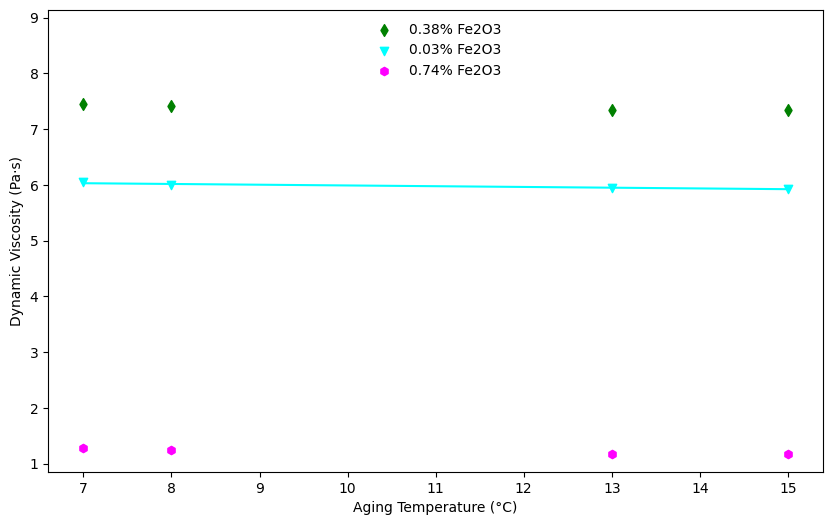 0.38% Fe2O3
0.03% Fe2O3
0.74% Fe2O3
Dynamic Viscosity (Pa·s)
9
8
7
6
5
4
3
2
1
7 8 9 10 11 12 13 14 15
Aging Temperature (°C)